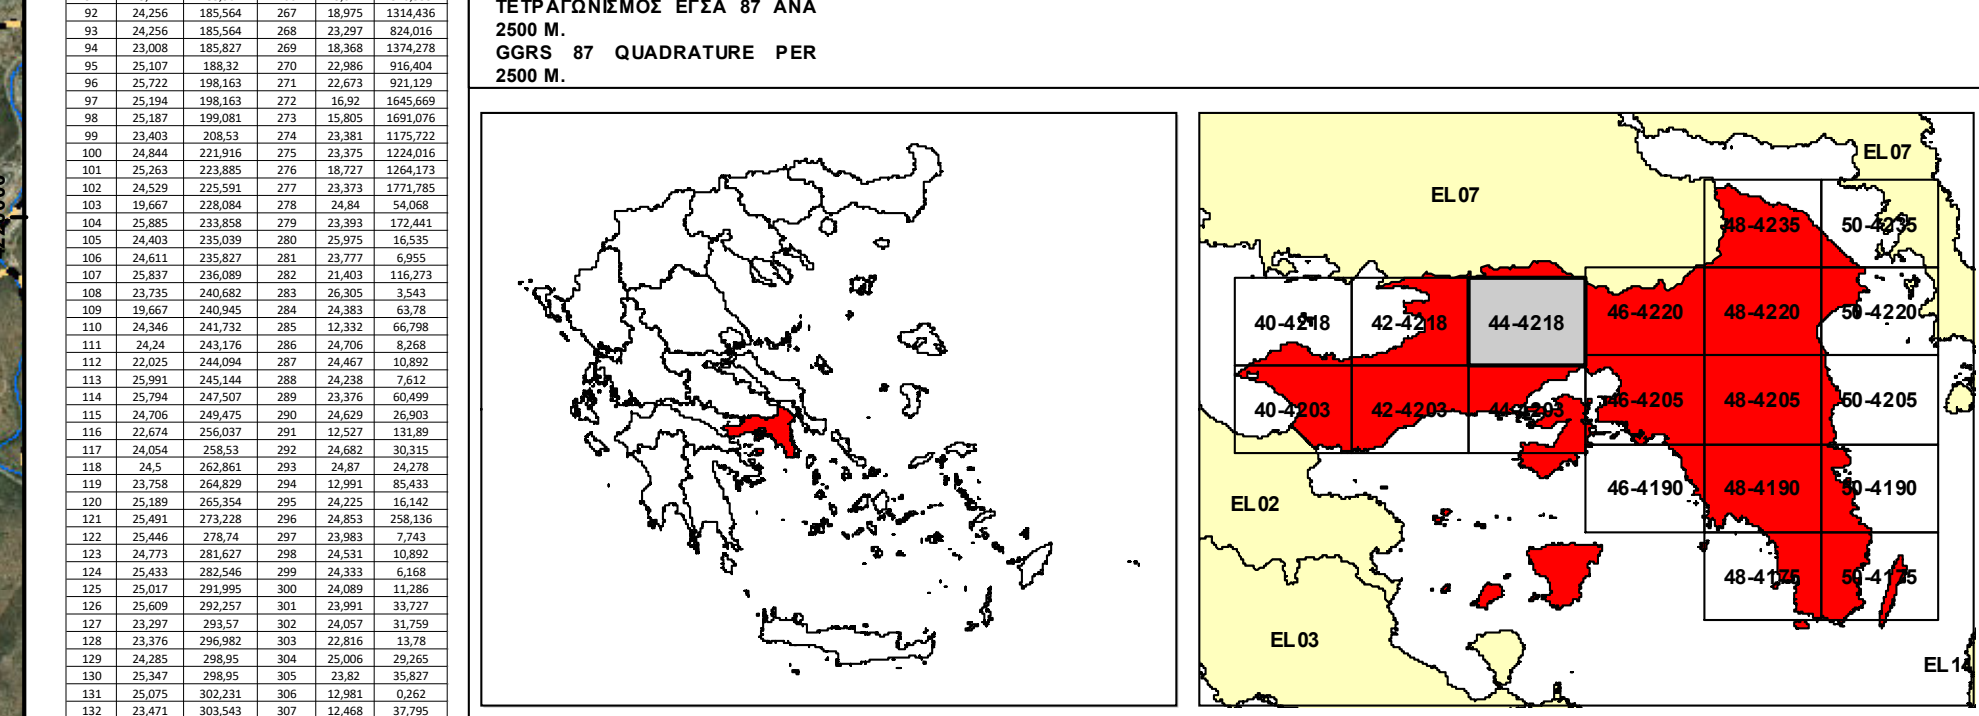 92 24,256 185,564 267 18,975 1314,436
93 24,256 185,564 268 23,297 824,016
94 23,008 185,827 269 18,368 1374,278
95 25,107 188,32 270 22,986 916,404
96 25,722 198,163 271 22,673 921,129
97 25,194 198,163 272 16,92 1645,669
98 25,187 199,081 273 15,805 1691,076
99 23,403 208,53 274 23,381 1175,722
100 24,844 221,916 275 23,375 1224,016
101 25,263 223,885 276 18,727 1264,173
102 24,529 225,591 277 23,373 1771,785
103 19,667 228,084 278 24,84 54,068
104 25,885 233,858 279 23,393 172,441
105 24,403 235,039 280 25,975 16,535
106 24,611 235,827 281 23,777 6,955
107 25,837 236,089 282 21,403 116,273
108 23,735 240,682 283 26,305 3,543
109 19,667 240,945 284 24,383 63,78
110 24,346 241,732 285 12,332 66,798
111 24,24 243,176 286 24,706 8,268
112 22,025 244,094 287 24,467 10,892
113 25,991 245,144 288 24,238 7,612
114 25,794 247,507 289 23,376 60,499
115 24,706 249,475 290 24,629 26,903
116 22,674 256,037 291 12,527 131,89
117 24,054 258,53 292 24,682 30,315
118 24,5 262,861 293 24,87 24,278
119 23,758 264,829 294 12,991 85,433
120 25,189 265,354 295 24,225 16,142
121 25,491 273,228 296 24,853 258,136
122 25,446 278,74 297 23,983 7,743
123 24,773 281,627 298 24,531 10,892
124 25,433 282,546 299 24,333 6,168
125 25,017 291,995 300 24,089 11,286
126 25,609 292,257 301 23,991 33,727
127 23,297 293,57 302 24,057 31,759
128 23,376 296,982 303 22,816 13,78
129 24,285 298,95 304 25,006 29,265
130 25,347 298,95 305 23,82 35,827
131 25,075 302,231 306 12,981 0,262
132 23,471 303,543 307 12,468 37,795
ΤΕΤΡΑΓΩΝΙΣΜΟΣ ΕΓΣΑ 87 ΑΝΑ
2500 Μ.
GGRS 87 QUADRATURE PER
2500 M.
EL07
EL07
48-4235 50-4235
40-4218 42-4218 44-4218 46-4220 48-4220 50-4220
40-4203 42-4203 44-4203 46-4205 48-4205 50-4205
EL02
46-4190 48-4190 50-4190
48-4175 50-4175
EL03
EL14